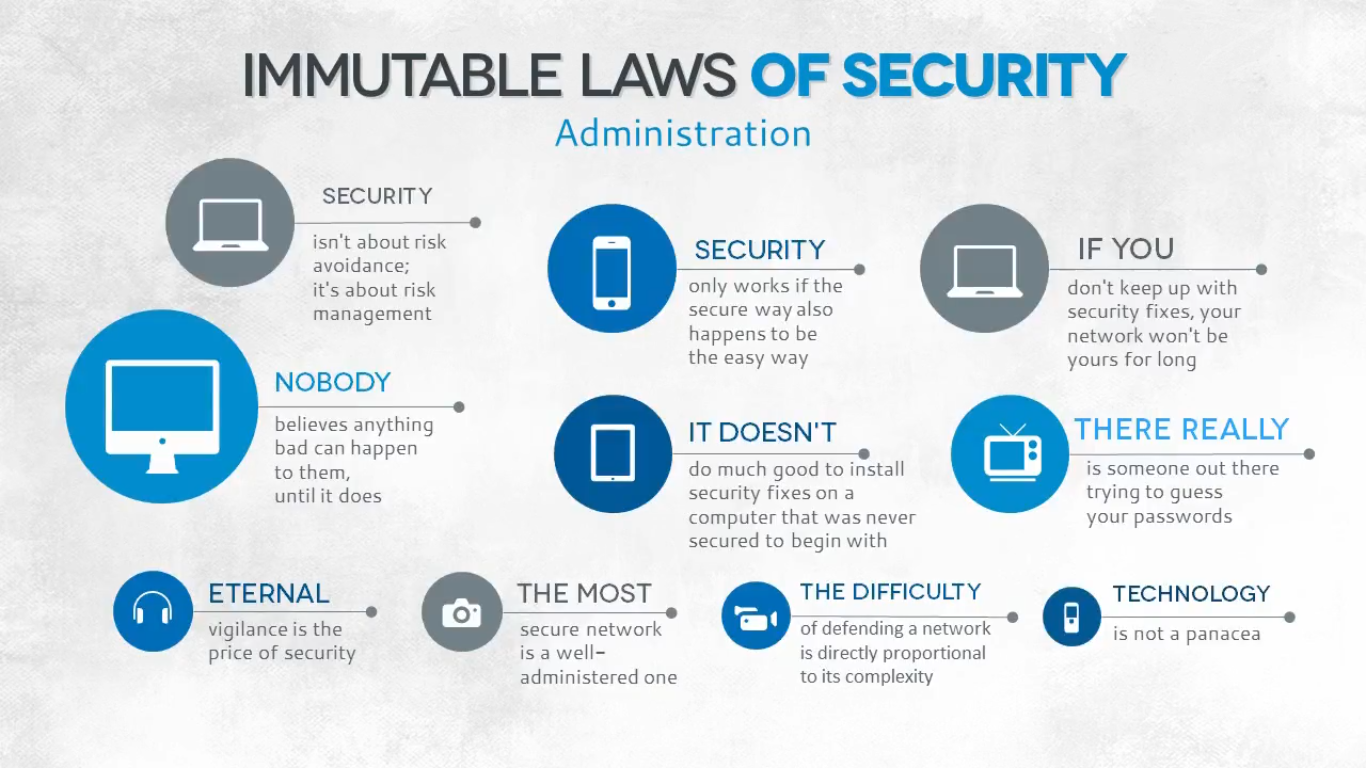 IMMUTABLE LAWS OF SECURITY
Administration
SECURITY
isn't about risk
avoidance;
it's about risk
management
SECURITY
only works if the
secure way also
happens to be
the easy way
IF YOU
don't keep up with
security fixes, your
network won't be
yours for long
NOBODY
believes anything
bad can happen
to them,
until it does
IT DOESN'T
do much good to install
security fixes on a
computer that was never
secured to begin with
THERE REALLY
is someone out there
trying to guess
your passwords
ETERNAL
vigilance is the
price of security
THE MOST
secure network
is a well-
administered one
THE DIFFICULTY
of defending a network
is directly proportional
to its complexity
TECHNOLOGY
is not a panacea